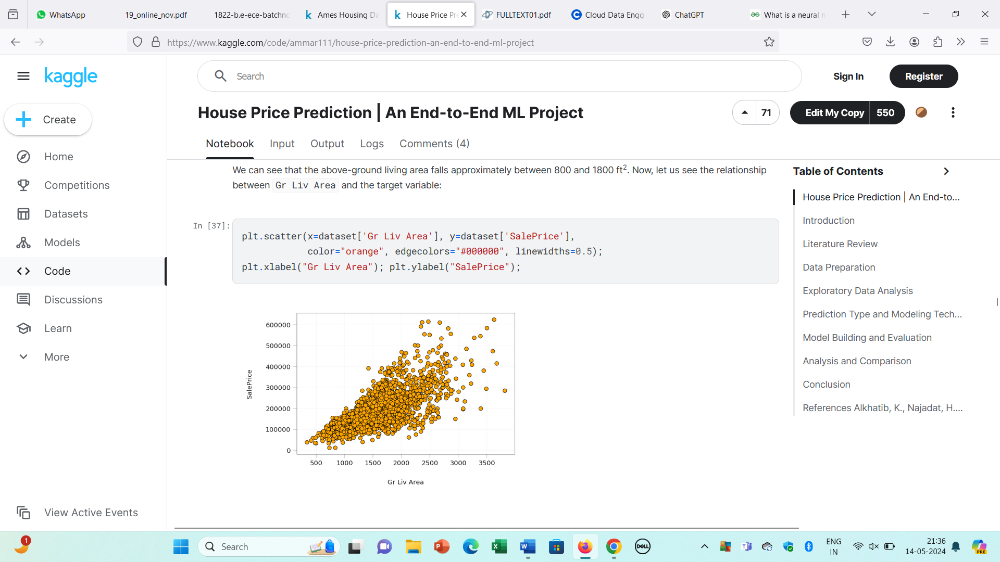 WhatsApp
19_online_nov.pdf
1822-b.e-ece-batchno
Ames Housing Da
House Price Pre
FULLTEXT01.pdf
Cloud Data Engg
ChatGPT
What is a neural n
https://www.kaggle.com/code/ammar111/house-price-prediction-an-end-to-end-ml-project
kaggle
Search
Sign In
Register
Create
House Price Prediction | An End-to-End ML Project
71
Edit My Copy
550
Notebook
Input
Output
Logs
Comments (4)
Home
Competitions
Datasets
Models
Code
Discussions
Learn
More
View Active Events
We can see that the above-ground living area falls approximately between 800 and 1800 ft². Now, let us see the relationship
between Gr Liv Area and the target variable:
In [37]:
plt.scatter(x=dataset['Gr Liv Area'], y=dataset['SalePrice'],
color="orange", edgecolors="#000000", linewidths=0.5);
plt.xlabel("Gr Liv Area"); plt.ylabel("SalePrice");
600000
500000
400000
300000
200000
100000
0
SalePrice
500 1000 1500 2000 2500 3000 3500
Gr Liv Area
Table of Contents
House Price Prediction | An End-to...
Introduction
Literature Review
Data Preparation
Exploratory Data Analysis
Prediction Type and Modeling Tech...
Model Building and Evaluation
Analysis and Comparison
Conclusion
References Alkhatib, K., Najadat, H....
1
Search
DELL
ENG
IN
21:36
14-05-2024
PRE